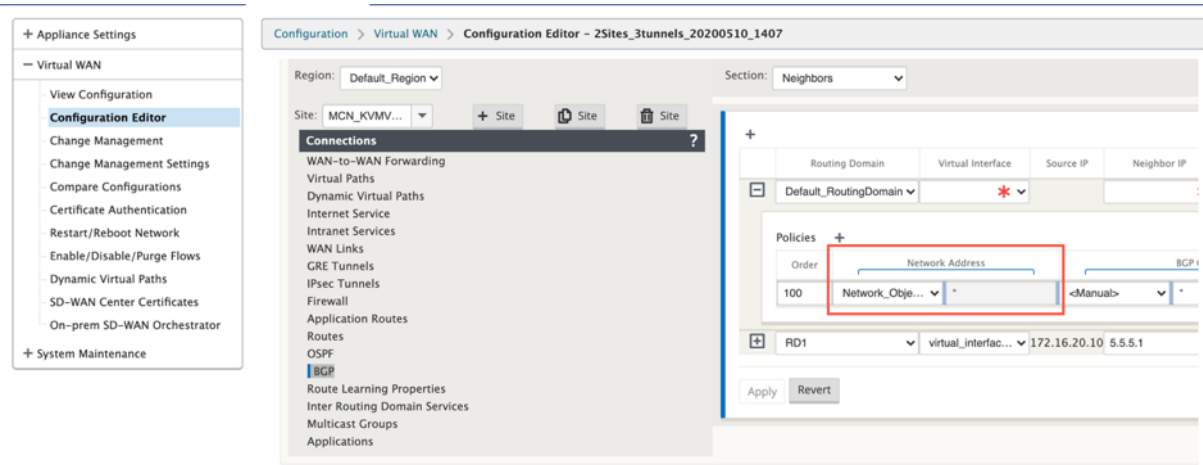 + Appliance Settings
— Virtual WAN
View Configuration
Configuration Editor
Change Management
Change Management Settings
Compare Configurations
Certificate Authentication
Restart/Reboot Network
Enable/Disable/Purge Flows
Dynamic Virtual Paths
SD-WAN Center Certificates
On-prem SD-WAN Orchestrator
+ System Maintenance
Configuration > Virtual WAN > Configuration Editor - 2Sites_3tunnels_20200510_1407
Region: Default_Region
Site: MCN_KVMV... + Site Site Site
Connections ?
WAN-to-WAN Forwarding
Virtual Paths
Dynamic Virtual Paths
Internet Service
Intranet Services
WAN Links
GRE Tunnels
IPsec Tunnels
Firewall
Application Routes
Routes
OSPF
BGP
Route Learning Properties
Inter Routing Domain Services
Multicast Groups
Applications
Section: Neighbors
+
Routing Domain Virtual Interface Source IP Neighbor IP
Default_RoutingDomain *
Policies +
Order Network Address BGP
100 Network_Obje... * <Manual> *
RD1 virtual_interfac... 172.16.20.10 5.5.5.1
Apply Revert